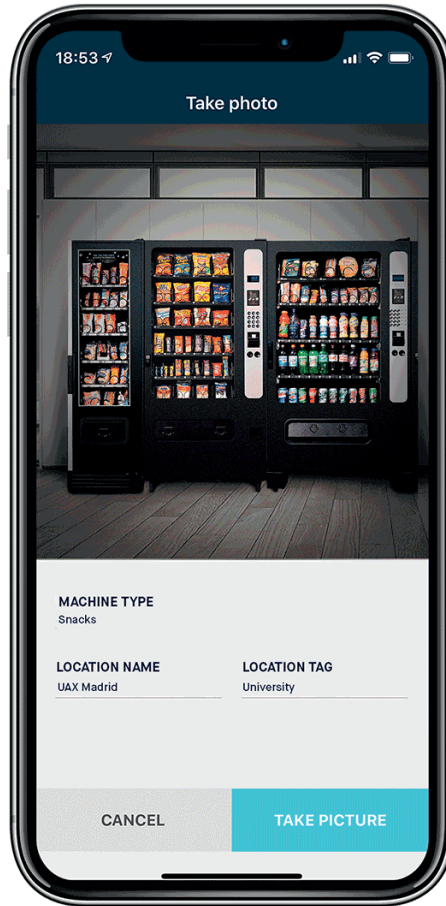 18:53
Take photo
MACHINE TYPE
Snacks
LOCATION NAME
LOCATION TAG
UAX Madrid
University
CANCEL
TAKE PICTURE